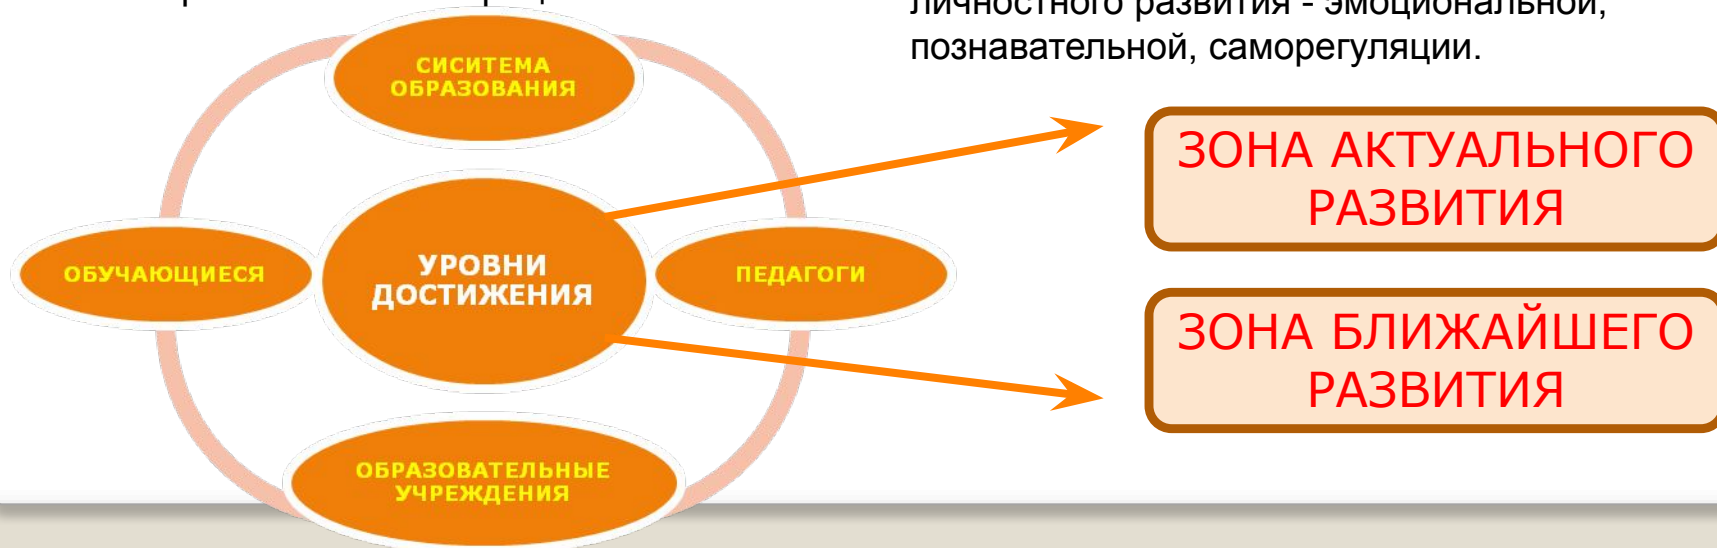 личностного развития - эмоциональной,
познавательной, саморегуляции.
СИСИТЕМА
ОБРАЗОВАНИЯ
ОБУЧАЮЩИЕСЯ
УРОВНИ
ДОСТИЖЕНИЯ
ПЕДАГОГИ
ОБРАЗОВАТЕЛЬНЫЕ
УЧРЕЖДЕНИЯ
ЗОНА АКТУАЛЬНОГО
РАЗВИТИЯ
ЗОНА БЛИЖАЙШЕГО
РАЗВИТИЯ